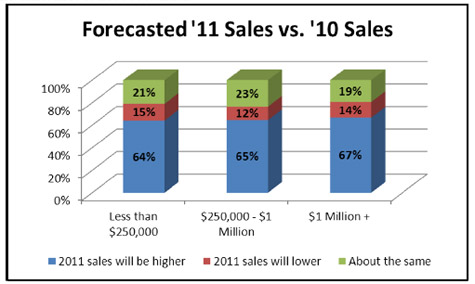 Forecasted '11 Sales vs. '10 Sales
100%
80%
60%
40%
20%
0%
21%
15%
64%
23%
12%
65%
19%
14%
67%
Less than
$250,000
$250,000 - $1
Million
$1 Million +
2011 sales will be higher
2011 sales will lower
About the same